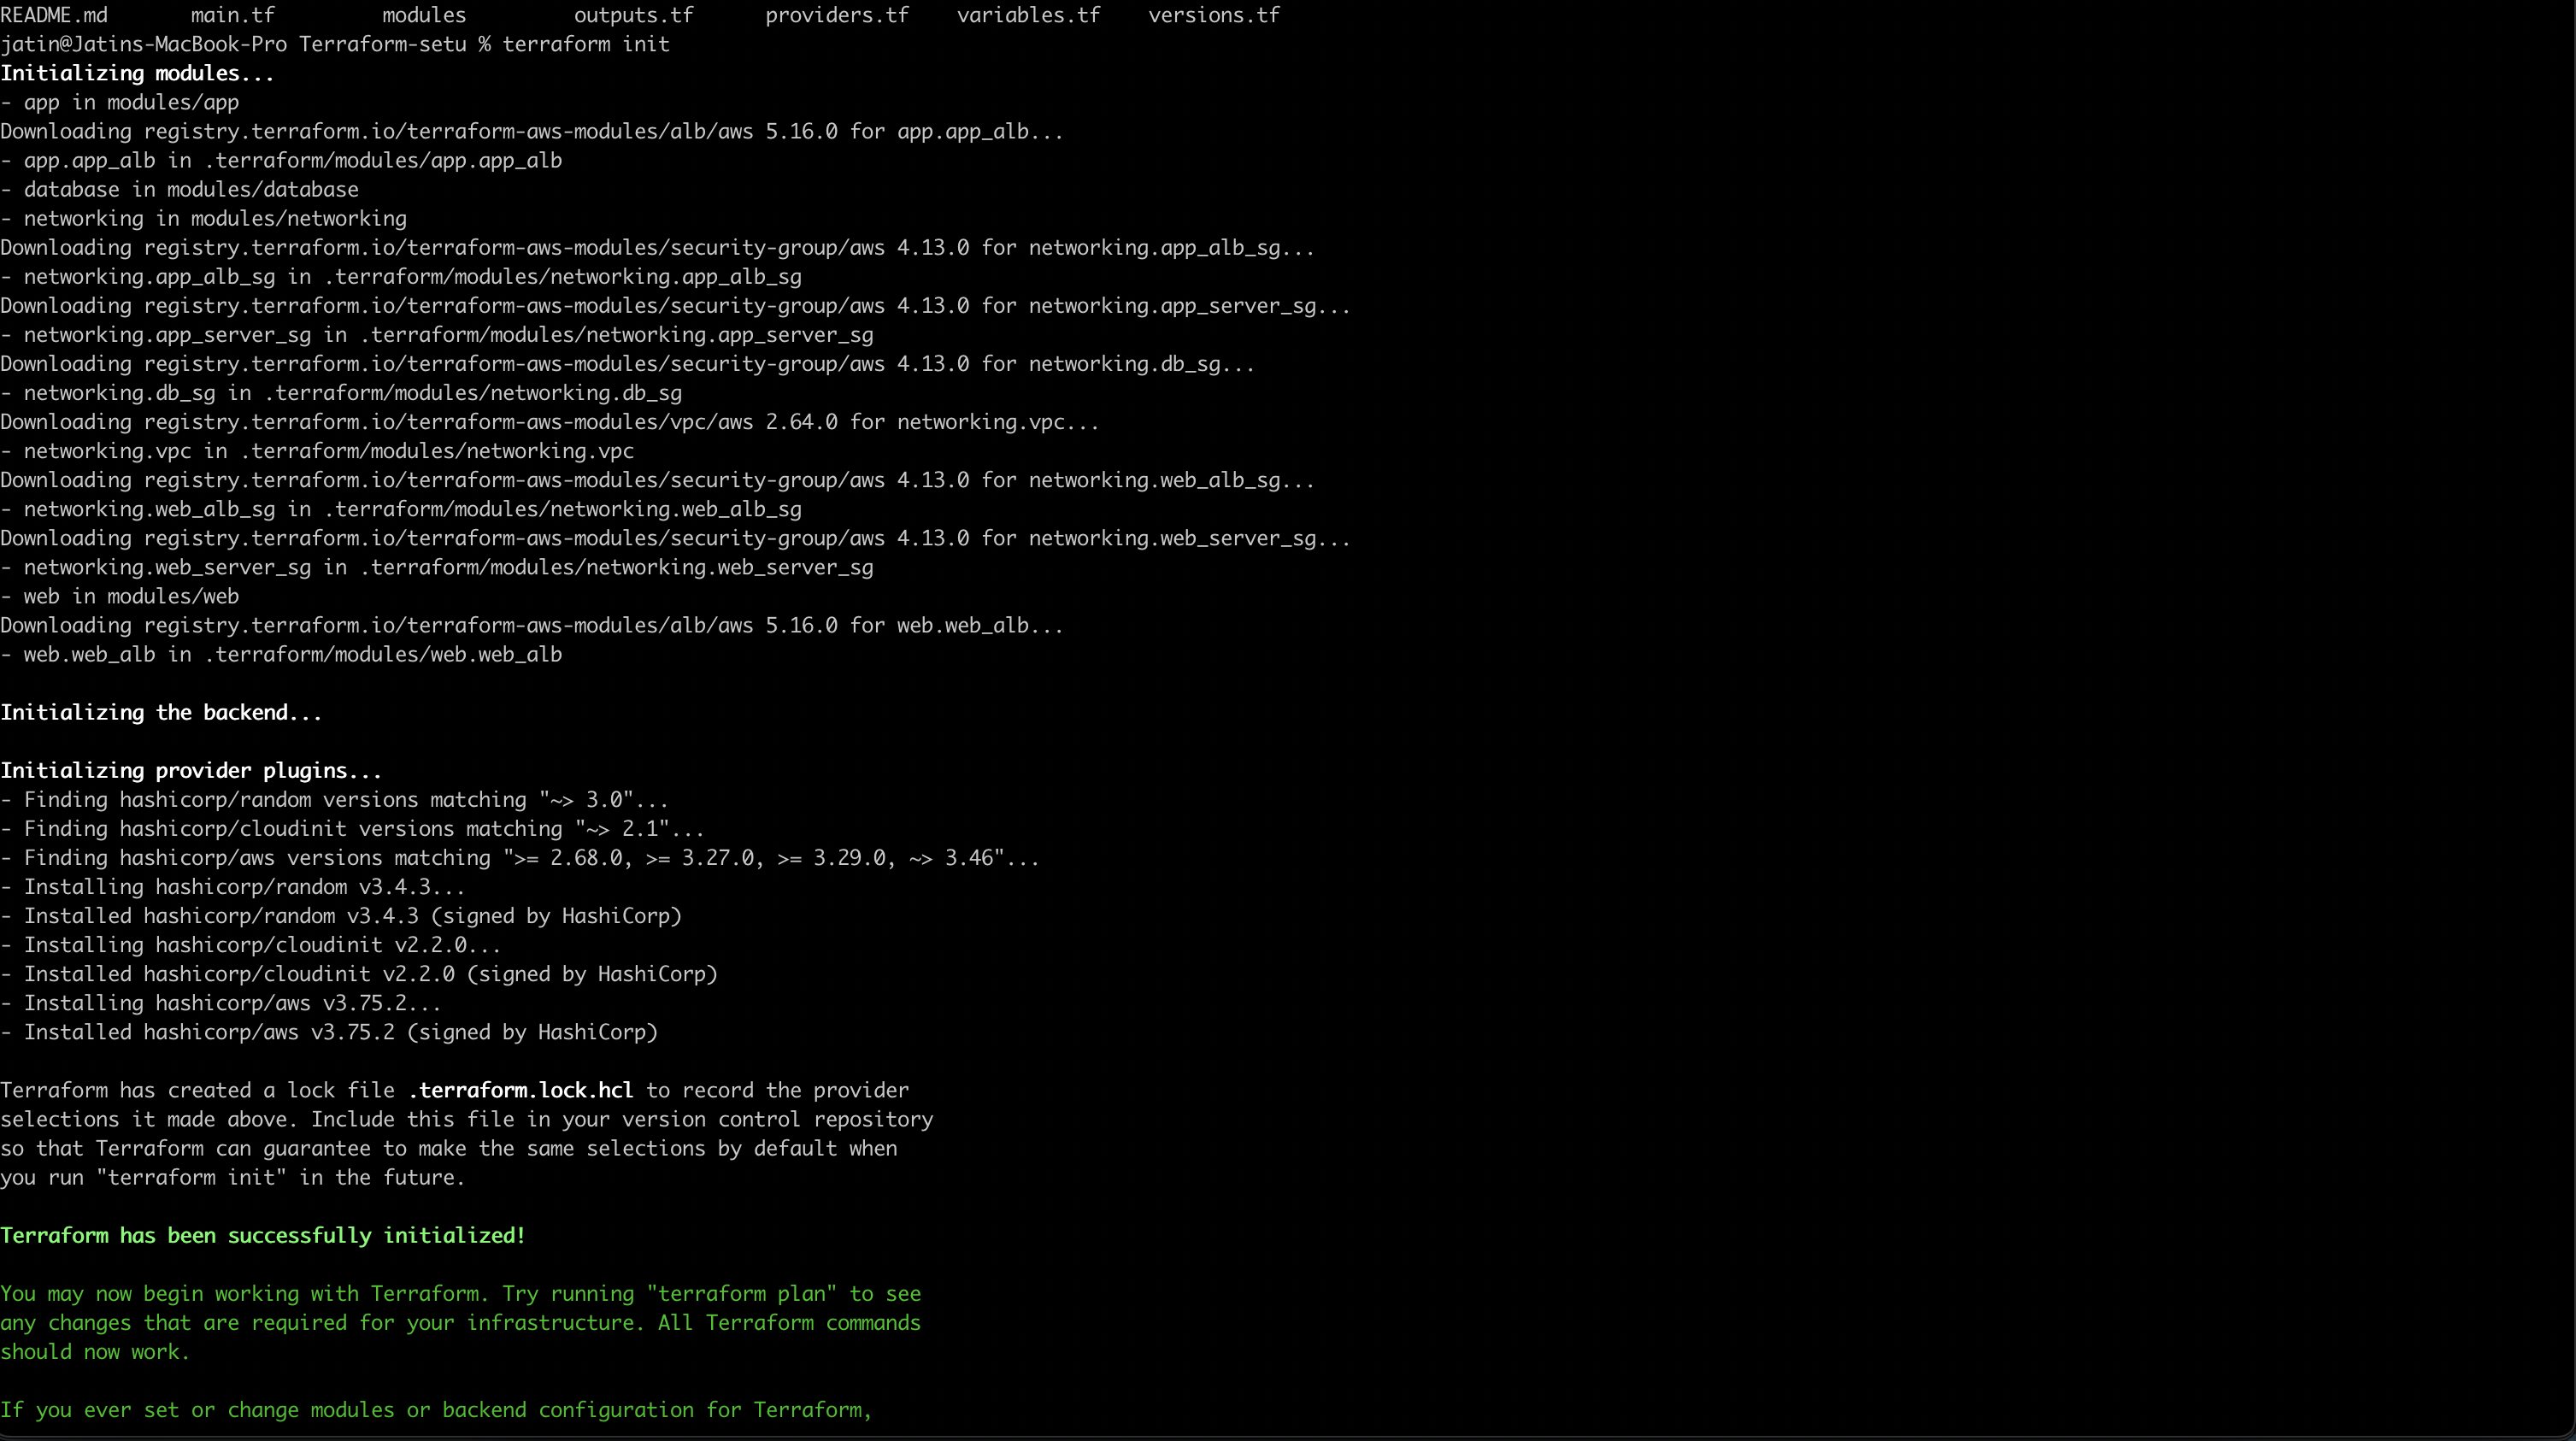 README.md main.tf modules outputs.tf providers.tf variables.tf versions.tf
jatin@Jatins-MacBook-Pro Terraform-setu % terraform init
Initializing modules...
- app in modules/app
Downloading registry.terraform.io/terraform-aws-modules/alb/aws 5.16.0 for app.app_alb...
- app.app_alb in .terraform/modules/app.app_alb
- database in modules/database
- networking in modules/networking
Downloading registry.terraform.io/terraform-aws-modules/security-group/aws 4.13.0 for networking.app_alb_sg...
- networking.app_alb_sg in .terraform/modules/networking.app_alb_sg
Downloading registry.terraform.io/terraform-aws-modules/security-group/aws 4.13.0 for networking.app_server_sg...
- networking.app_server_sg in .terraform/modules/networking.app_server_sg
Downloading registry.terraform.io/terraform-aws-modules/security-group/aws 4.13.0 for networking.db_sg...
- networking.db_sg in .terraform/modules/networking.db_sg
Downloading registry.terraform.io/terraform-aws-modules/vpc/aws 2.64.0 for networking.vpc...
- networking.vpc in .terraform/modules/networking.vpc
Downloading registry.terraform.io/terraform-aws-modules/security-group/aws 4.13.0 for networking.web_alb_sg...
- networking.web_alb_sg in .terraform/modules/networking.web_alb_sg
Downloading registry.terraform.io/terraform-aws-modules/security-group/aws 4.13.0 for networking.web_server_sg...
- networking.web_server_sg in .terraform/modules/networking.web_server_sg
- web in modules/web
Downloading registry.terraform.io/terraform-aws-modules/alb/aws 5.16.0 for web.web_alb...
- web.web_alb in .terraform/modules/web.web_alb
Initializing the backend...
Initializing provider plugins...
- Finding hashicorp/random versions matching "~> 3.0"...
- Finding hashicorp/cloudinit versions matching "~> 2.1"...
- Finding hashicorp/aws versions matching ">= 2.68.0, >= 3.27.0, >= 3.29.0, ~> 3.46"...
- Installing hashicorp/random v3.4.3...
- Installed hashicorp/random v3.4.3 (signed by HashiCorp)
- Installing hashicorp/cloudinit v2.2.0...
- Installed hashicorp/cloudinit v2.2.0 (signed by HashiCorp)
- Installing hashicorp/aws v3.75.2...
- Installed hashicorp/aws v3.75.2 (signed by HashiCorp)
Terraform has created a lock file .terraform.lock.hcl to record the provider
selections it made above. Include this file in your version control repository
so that Terraform can guarantee to make the same selections by default when
you run "terraform init" in the future.
Terraform has been successfully initialized!
You may now begin working with Terraform. Try running "terraform plan" to see
any changes that are required for your infrastructure. All Terraform commands
should now work.
If you ever set or change modules or backend configuration for Terraform,